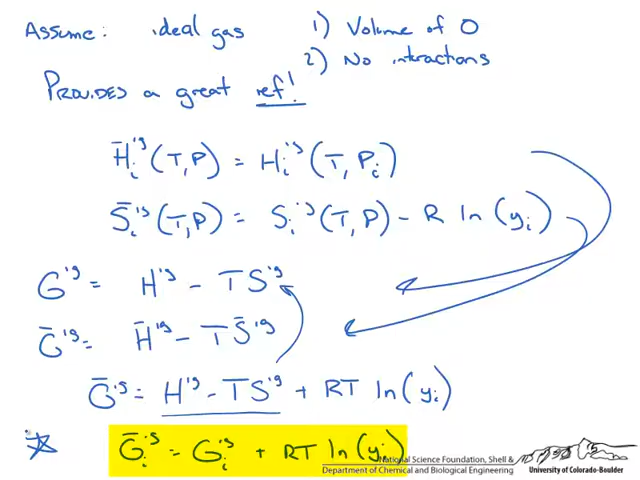 Assume: ideal gas 1) Volume of 0
2) No interactions
PROVIDES a great ref!
H̄ᵢⁱᵍ (T,P) = Hᵢⁱᵍ (T, Pᵢ)
S̄ᵢⁱᵍ (T,P) = Sᵢⁱᵍ (T, P) - R ln (yᵢ)
Gⁱᵍ = Hⁱᵍ - TSⁱᵍ
Ḡⁱᵍ = H̄ⁱᵍ - TS̄ⁱᵍ
Ḡⁱᵍ = Hⁱᵍ - TSⁱᵍ + RT ln(yᵢ)
Ḡᵢⁱᵍ = Gᵢⁱᵍ + RT ln(yᵢ)
National Science Foundation, Shell &
Department of Chemical and Biological Engineering
University of Colorado-Boulder